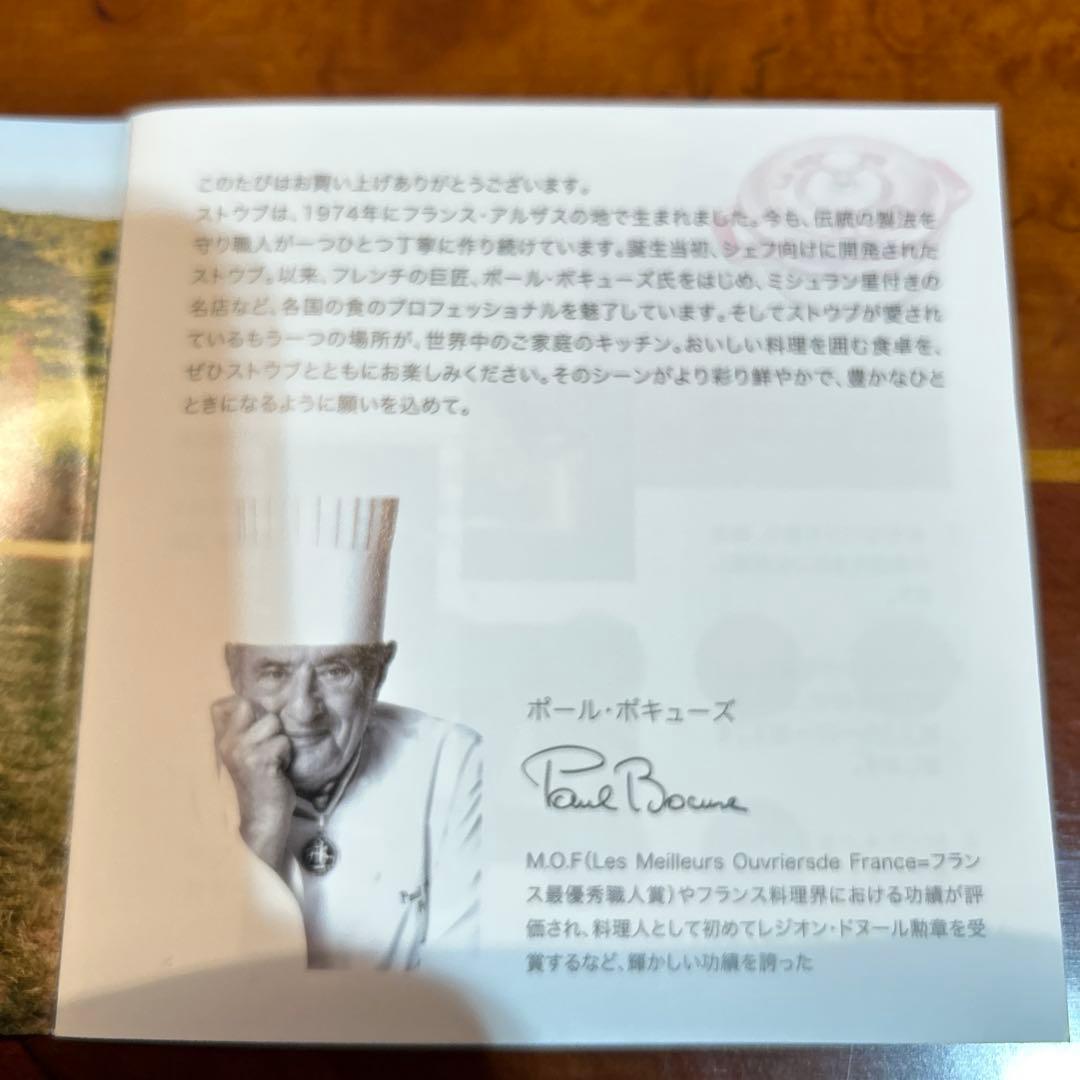 このたびはお買い上げありがとうございます。
ストウブは、1974年にフランス・アルザスの地で生まれました。今も、伝統の製法を
守り職人が一つひとつ丁寧に作り続けています。誕生当初、シェフ向けに開発された
ストウブ。以来、フレンチの巨匠、ポール・ボキューズ氏をはじめ、ミシュラン星付きの
名店など、各国の食のプロフェッショナルを魅了しています。そしてストウブが愛され
ているもう一つの場所が、世界中のご家庭のキッチン。おいしい料理を囲む食卓を、
ぜひストウブとともにお楽しみください。そのシーンがより彩り鮮やかで、豊かなひと
ときになるように願いを込めて。
ポール・ボキューズ
Paul Bocuse
M.O.F(Les Meilleurs Ouvriersde France=フラン
ス最優秀職人賞)やフランス料理界における功績が評
価され、料理人として初めてレジオン・ドヌール勲章を受
賞するなど、輝かしい功績を誇った